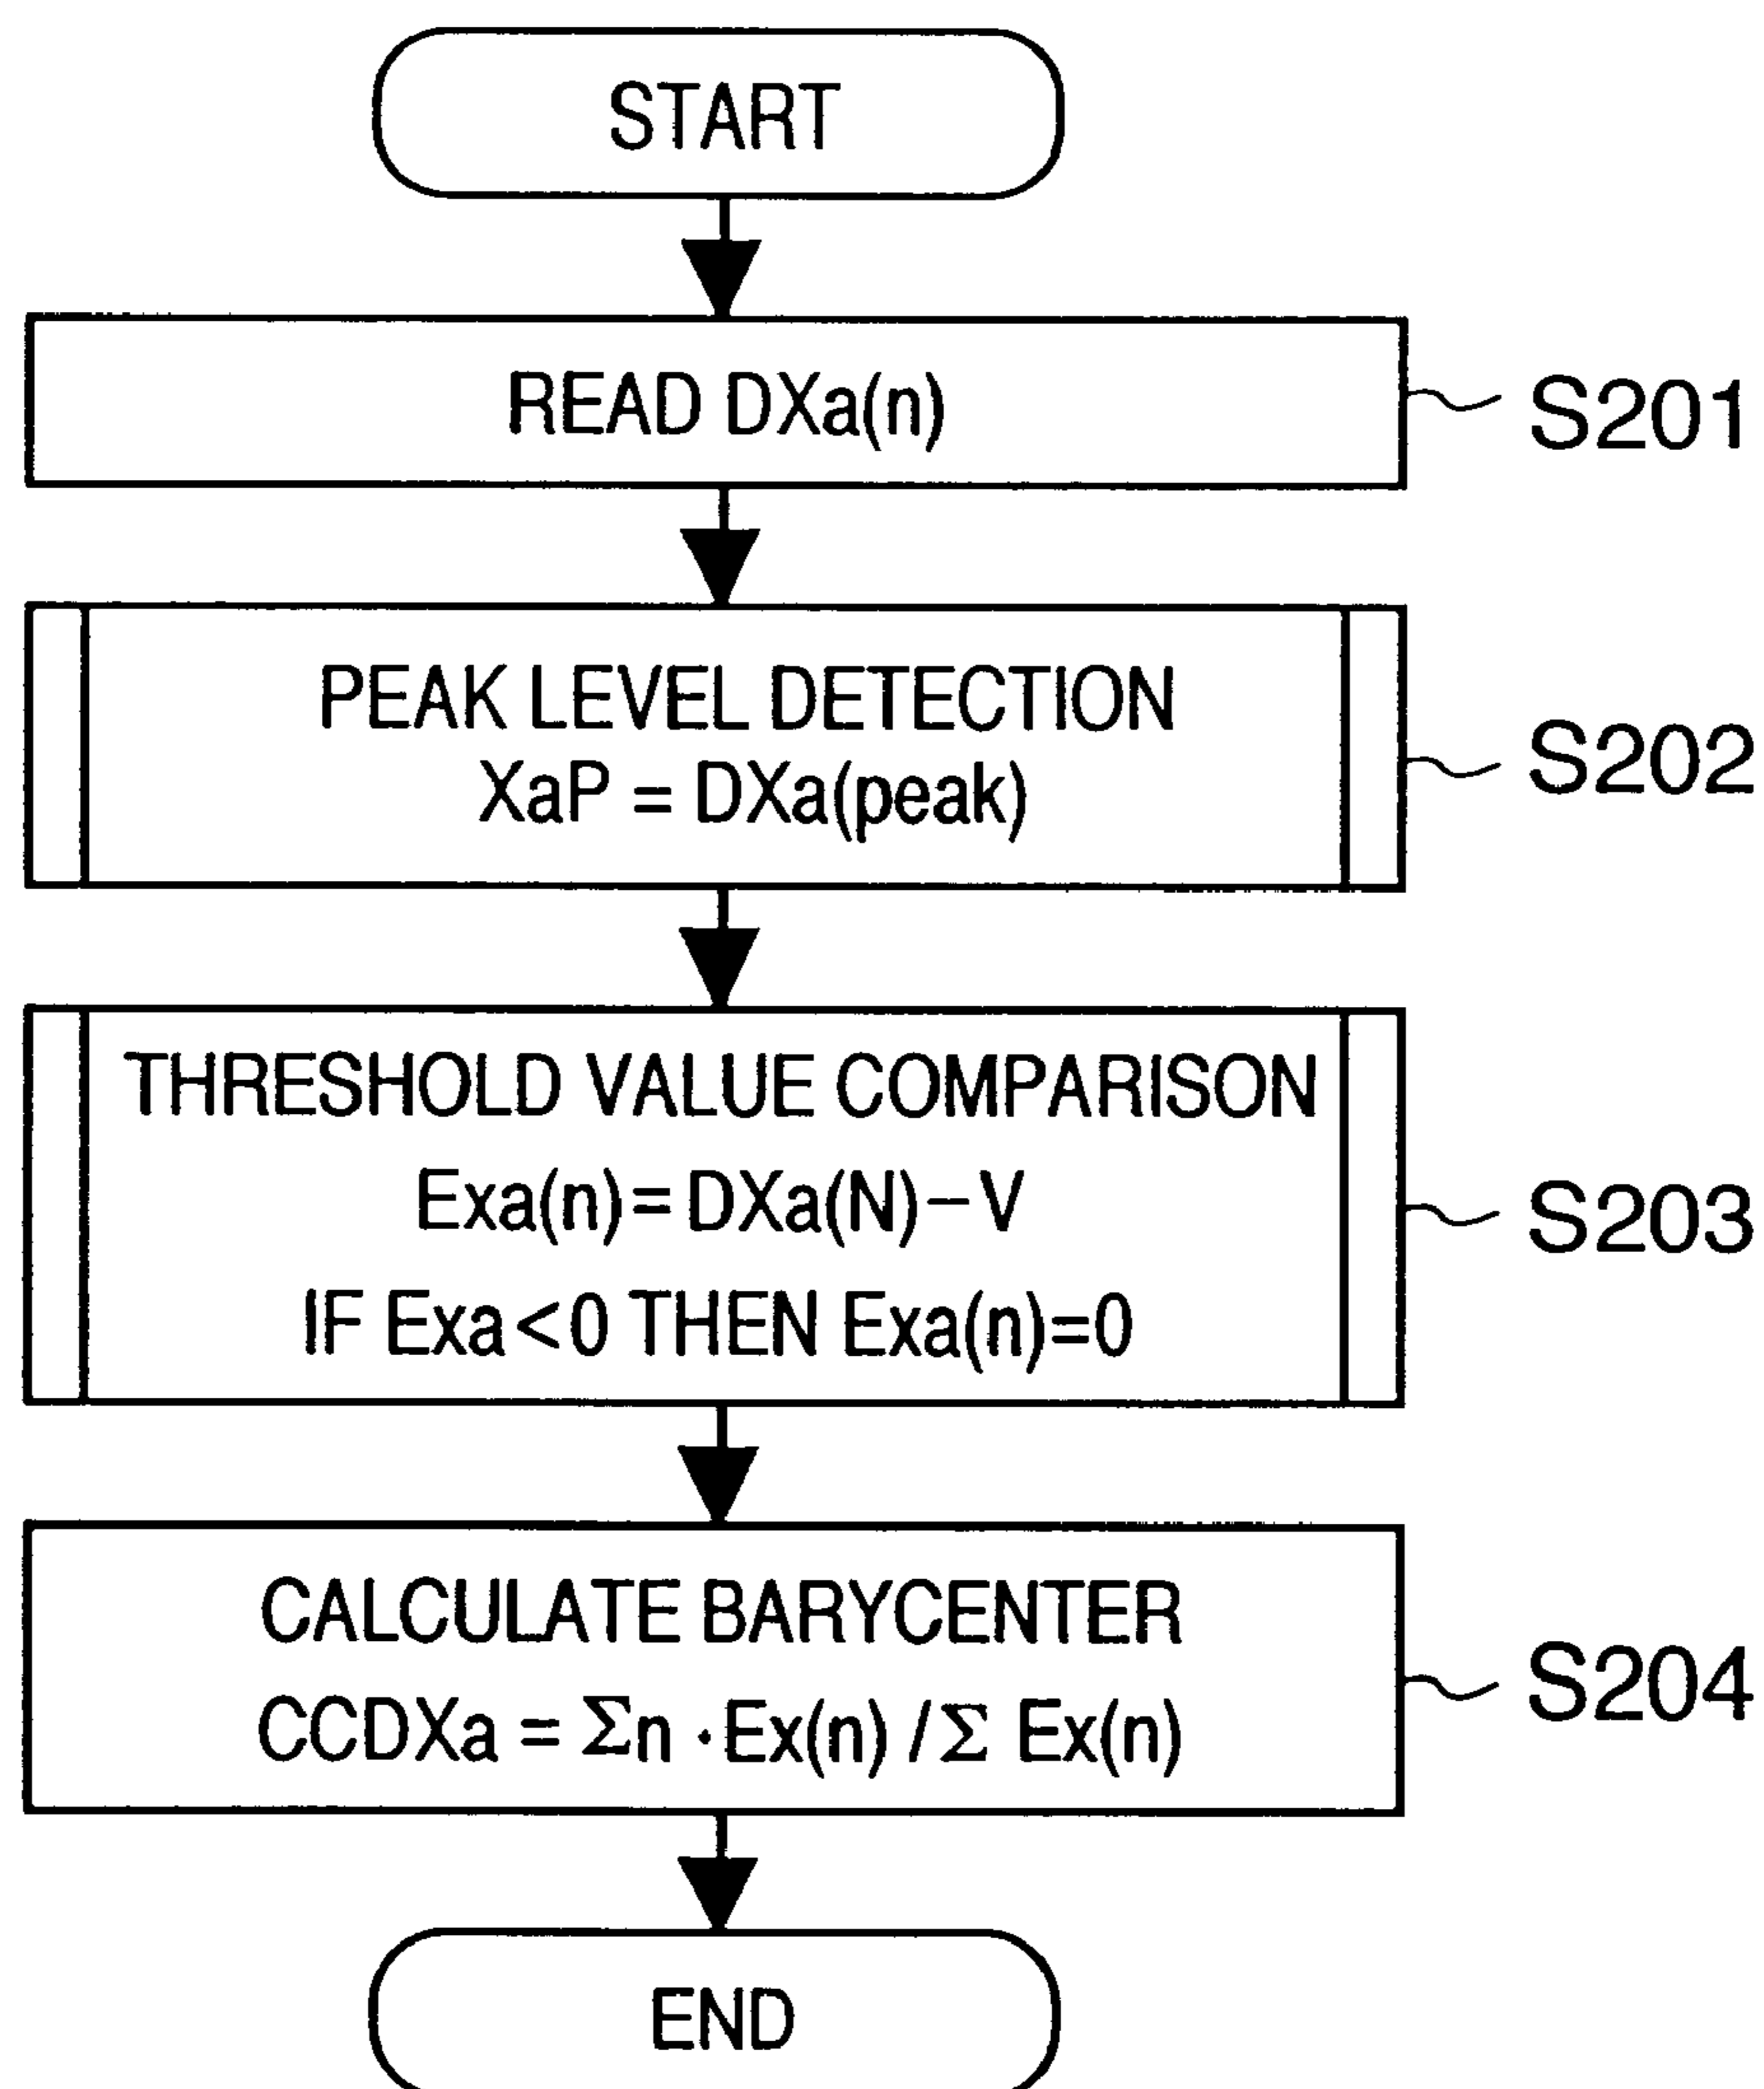 START
READ DXa(n)
S201
PEAK LEVEL DETECTION
XaP = DXa(peak)
S202
THRESHOLD VALUE COMPARISON
Exa(n)= DXa(N)−V
IF Exa<0 THEN Exa(n)=0
S203
CALCULATE BARYCENTER
CCDXa = Σn ·Ex(n) /Σ Ex(n)
S204
END